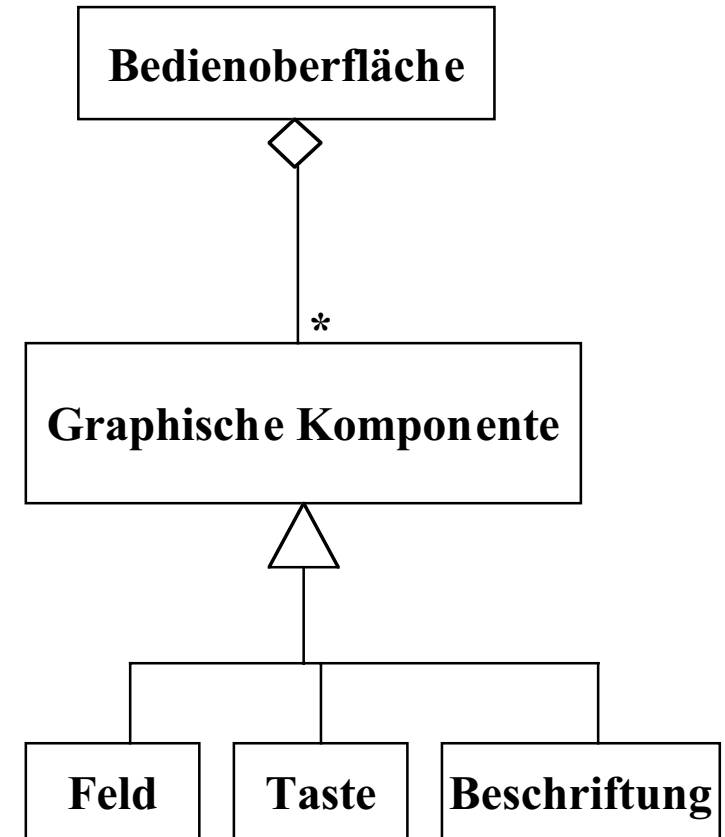 Bedienoberfläche
*
Graphische Komponente
Feld
Taste
Beschriftung